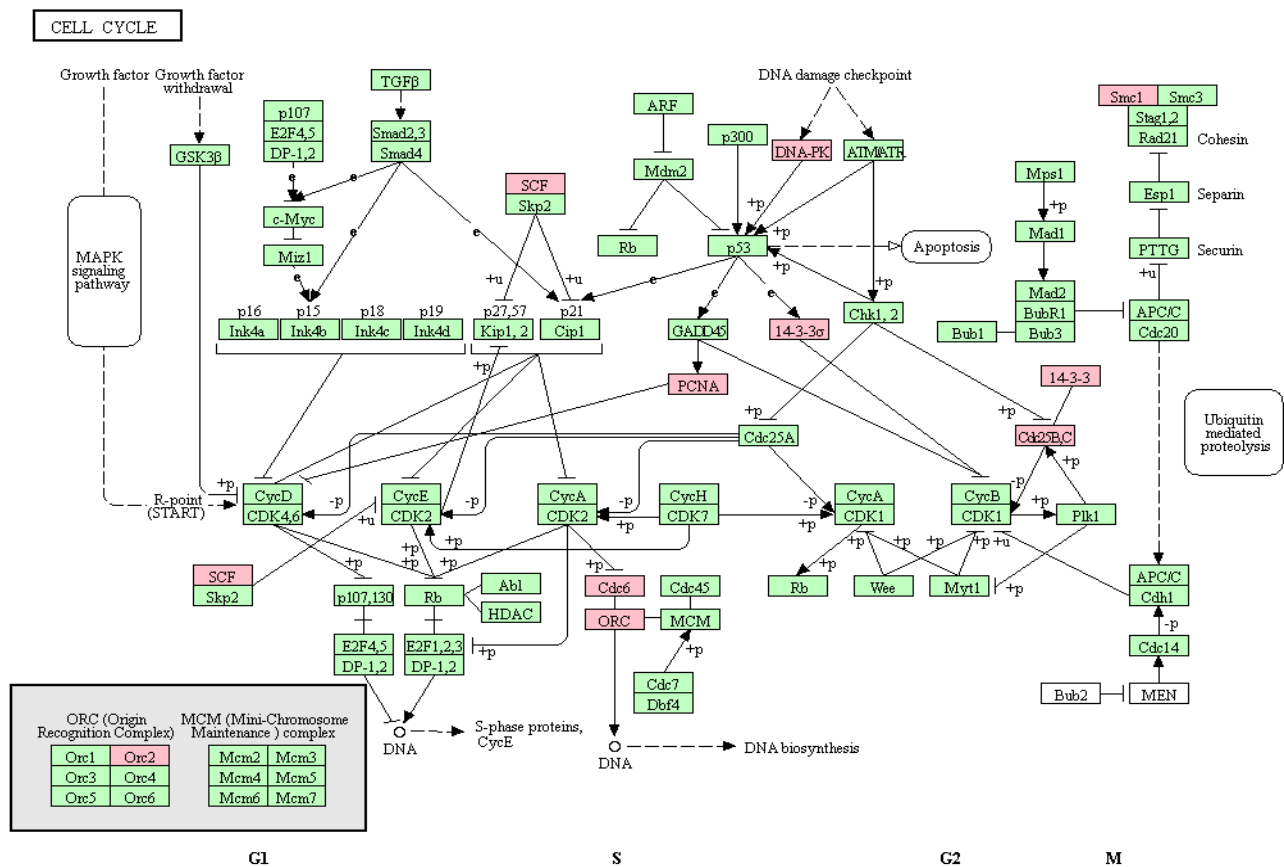 CELL CYCLE
Growth factor
Growth factor
withdrawal
TGFβ
DNA damage checkpoint
Smc1
Smc3
Stag1,2
Rad21
Cohesin
p107
E2F4,5
DP-1,2
Smad2,3
Smad4
ARF
p300
DNA-PK
ATM/ATR
GSK3β
Mdm2
Mps1
+p
Esp1
Separin
e
e
SCF
Skp2
c-Myc
Miz1
e
e
e
Rb
p53
+p
+p
Apoptosis
Mad1
PTTG
Securin
MAPK
signaling
pathway
+u
+u
e
e
e
+p
+u
Mad2
BubR1
Bub3
Bub1
APC/C
Cdc20
p16
Ink4a
p15
Ink4b
p18
Ink4c
p19
Ink4d
p27,57
Kip1, 2
p21
Cip1
GADD45
14-3-3σ
Chk1, 2
+p
PCNA
14-3-3
+p
+p
Cdc25A
Cdc25B,C
Ubiquitin
mediated
proteolysis
+p
R-point
(START)
CycD
CDK4,6
-p
CycE
CDK2
-p
CycA
CDK2
-p
+p
CycH
CDK7
-p
+p
CycA
CDK1
CycB
CDK1
-p
+p
+p
Plk1
+u
+p
+p
+p
+p
+p
+p
+p
+p
+u
SCF
Skp2
p107,130
Rb
Abl
HDAC
Cdc6
ORC
Cdc45
MCM
Rb
Wee
Myt1
+p
APC/C
Cdh1
-p
E2F4,5
DP-1,2
E2F1,2,3
DP-1,2
+p
+p
Cdc7
Dbf4
Cdc14
Bub2
MEN
DNA
S-phase proteins,
CycE
DNA
DNA biosynthesis
ORC (Origin
Recognition Complex)
Orc1
Orc2
Orc3
Orc4
Orc5
Orc6
MCM (Mini-Chromosome
Maintenance ) complex
Mcm2
Mcm3
Mcm4
Mcm5
Mcm6
Mcm7
G1
S
G2
M